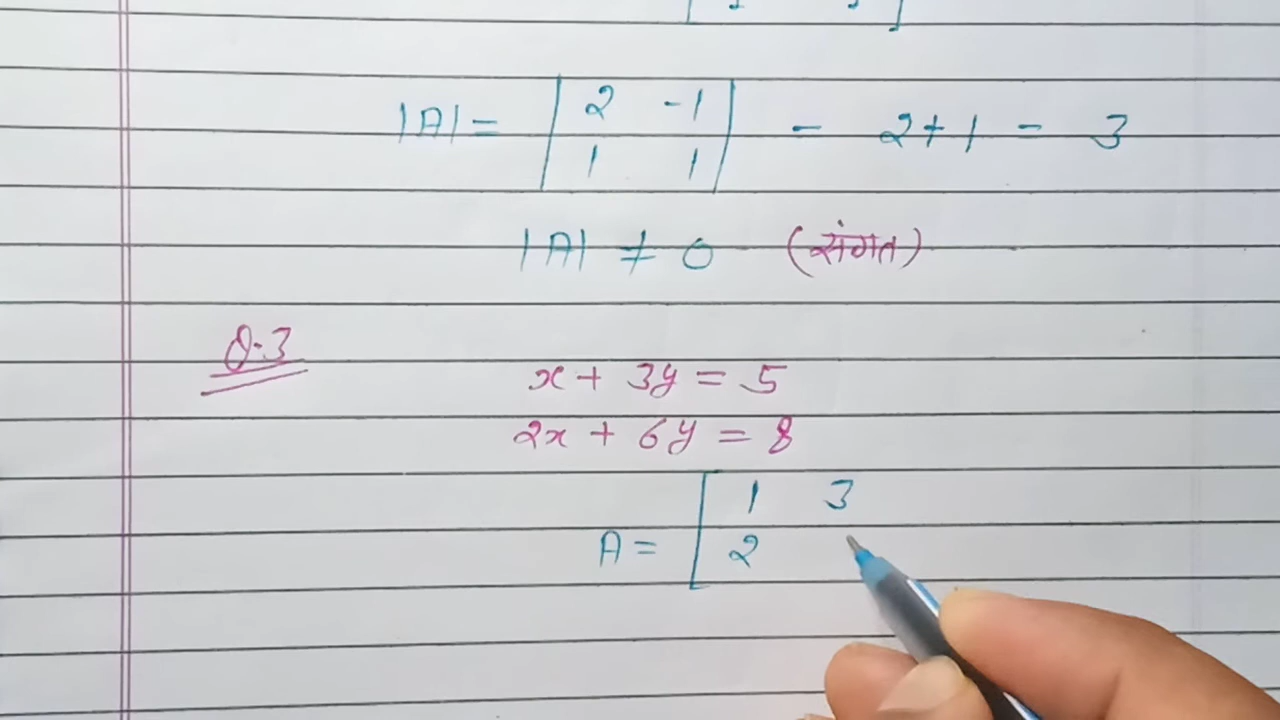 |A| = | 2 -1 | - 2+1 = 3
| 1 1 |
|A| ≠ 0 (संगत)
Q.3
x + 3y = 5
2x + 6y = 8
A = [ 1 3
2